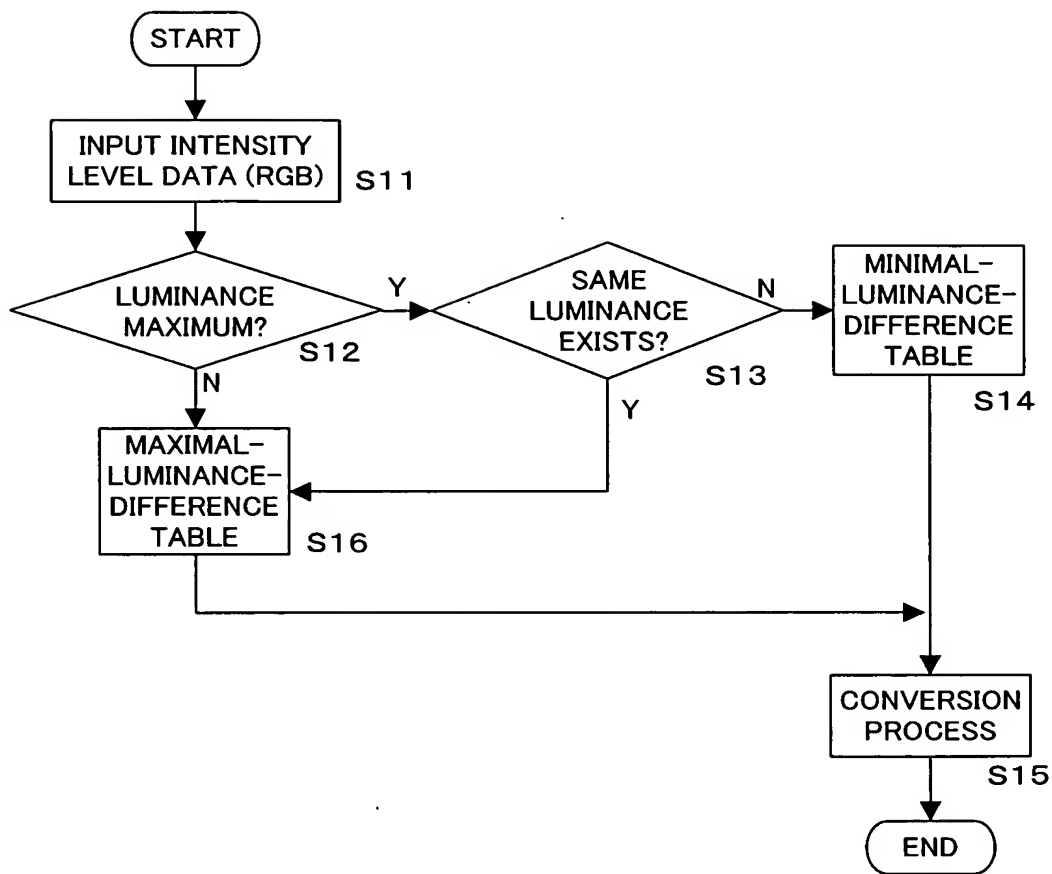 START
INPUT INTENSITY
LEVEL DATA (RGB)
S11
LUMINANCE
MAXIMUM?
S12
Y
N
SAME
LUMINANCE
EXISTS?
S13
N
Y
MINIMAL-
LUMINANCE-
DIFFERENCE
TABLE
S14
MAXIMAL-
LUMINANCE-
DIFFERENCE
TABLE
S16
CONVERSION
PROCESS
S15
END